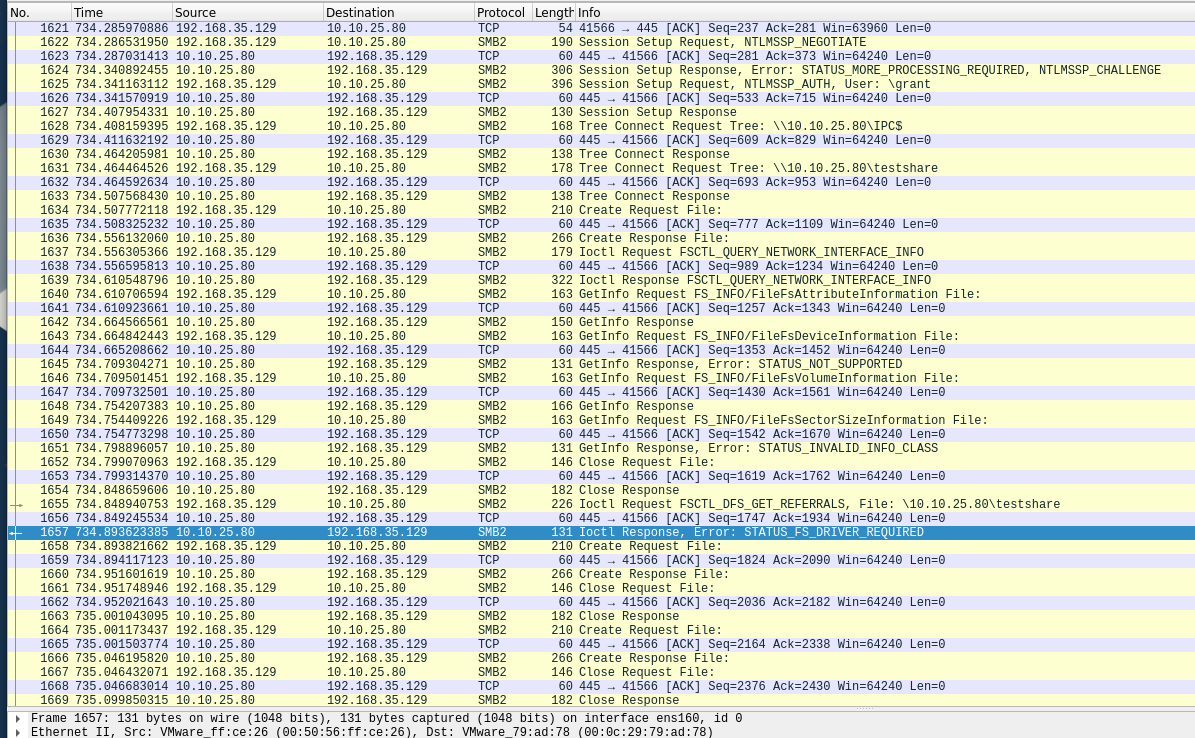 No. Time Source Destination Protocol Length Info
1621 734.285970886 192.168.35.129 10.10.25.80 TCP 54 41566 → 445 [ACK] Seq=237 Ack=281 Win=63960 Len=0
1622 734.286531950 192.168.35.129 10.10.25.80 SMB2 190 Session Setup Request, NTLMSSP_NEGOTIATE
1623 734.287031413 10.10.25.80 192.168.35.129 TCP 60 445 → 41566 [ACK] Seq=281 Ack=373 Win=64240 Len=0
1624 734.340892455 10.10.25.80 192.168.35.129 SMB2 306 Session Setup Response, Error: STATUS_MORE_PROCESSING_REQUIRED, NTLMSSP_CHALLENGE
1625 734.341163112 192.168.35.129 10.10.25.80 SMB2 396 Session Setup Request, NTLMSSP_AUTH, User: \grant
1626 734.341570919 10.10.25.80 192.168.35.129 TCP 60 445 → 41566 [ACK] Seq=533 Ack=715 Win=64240 Len=0
1627 734.407954331 10.10.25.80 192.168.35.129 SMB2 130 Session Setup Response
1628 734.408159395 192.168.35.129 10.10.25.80 SMB2 168 Tree Connect Request Tree: \\10.10.25.80\IPC$
1629 734.411632192 10.10.25.80 192.168.35.129 TCP 60 445 → 41566 [ACK] Seq=609 Ack=829 Win=64240 Len=0
1630 734.464205981 10.10.25.80 192.168.35.129 SMB2 138 Tree Connect Response
1631 734.464464526 192.168.35.129 10.10.25.80 SMB2 178 Tree Connect Request Tree: \\10.10.25.80\testshare
1632 734.464592634 10.10.25.80 192.168.35.129 TCP 60 445 → 41566 [ACK] Seq=693 Ack=953 Win=64240 Len=0
1633 734.507568430 10.10.25.80 192.168.35.129 SMB2 138 Tree Connect Response
1634 734.507772118 192.168.35.129 10.10.25.80 SMB2 210 Create Request File:
1635 734.508325232 10.10.25.80 192.168.35.129 TCP 60 445 → 41566 [ACK] Seq=777 Ack=1109 Win=64240 Len=0
1636 734.556132060 10.10.25.80 192.168.35.129 SMB2 266 Create Response File:
1637 734.556305366 192.168.35.129 10.10.25.80 SMB2 179 Ioctl Request FSCTL_QUERY_NETWORK_INTERFACE_INFO
1638 734.556595813 10.10.25.80 192.168.35.129 TCP 60 445 → 41566 [ACK] Seq=989 Ack=1234 Win=64240 Len=0
1639 734.610548796 10.10.25.80 192.168.35.129 SMB2 322 Ioctl Response FSCTL_QUERY_NETWORK_INTERFACE_INFO
1640 734.610706594 192.168.35.129 10.10.25.80 SMB2 163 GetInfo Request FS_INFO/FileFsAttributeInformation File:
1641 734.610923661 10.10.25.80 192.168.35.129 TCP 60 445 → 41566 [ACK] Seq=1257 Ack=1343 Win=64240 Len=0
1642 734.664566561 10.10.25.80 192.168.35.129 SMB2 150 GetInfo Response
1643 734.664842443 192.168.35.129 10.10.25.80 SMB2 163 GetInfo Request FS_INFO/FileFsDeviceInformation File:
1644 734.665208662 10.10.25.80 192.168.35.129 TCP 60 445 → 41566 [ACK] Seq=1353 Ack=1452 Win=64240 Len=0
1645 734.709304271 10.10.25.80 192.168.35.129 SMB2 131 GetInfo Response, Error: STATUS_NOT_SUPPORTED
1646 734.709501451 192.168.35.129 10.10.25.80 SMB2 163 GetInfo Request FS_INFO/FileFsVolumeInformation File:
1647 734.709732501 10.10.25.80 192.168.35.129 TCP 60 445 → 41566 [ACK] Seq=1430 Ack=1561 Win=64240 Len=0
1648 734.754207383 10.10.25.80 192.168.35.129 SMB2 166 GetInfo Response
1649 734.754409226 192.168.35.129 10.10.25.80 SMB2 163 GetInfo Request FS_INFO/FileFsSectorSizeInformation File:
1650 734.754773298 10.10.25.80 192.168.35.129 TCP 60 445 → 41566 [ACK] Seq=1542 Ack=1670 Win=64240 Len=0
1651 734.798896057 10.10.25.80 192.168.35.129 SMB2 131 GetInfo Response, Error: STATUS_INVALID_INFO_CLASS
1652 734.799070963 192.168.35.129 10.10.25.80 SMB2 146 Close Request File:
1653 734.799314370 10.10.25.80 192.168.35.129 TCP 60 445 → 41566 [ACK] Seq=1619 Ack=1762 Win=64240 Len=0
1654 734.848659606 10.10.25.80 192.168.35.129 SMB2 182 Close Response
1655 734.848940753 192.168.35.129 10.10.25.80 SMB2 226 Ioctl Request FSCTL_DFS_GET_REFERRALS, File: \10.10.25.80\testshare
1656 734.849245534 10.10.25.80 192.168.35.129 TCP 60 445 → 41566 [ACK] Seq=1747 Ack=1934 Win=64240 Len=0
1657 734.893623385 10.10.25.80 192.168.35.129 SMB2 131 Ioctl Response, Error: STATUS_FS_DRIVER_REQUIRED
1658 734.893821662 192.168.35.129 10.10.25.80 SMB2 210 Create Request File:
1659 734.894117123 10.10.25.80 192.168.35.129 TCP 60 445 → 41566 [ACK] Seq=1824 Ack=2090 Win=64240 Len=0
1660 734.951601619 10.10.25.80 192.168.35.129 SMB2 266 Create Response File:
1661 734.951748946 192.168.35.129 10.10.25.80 SMB2 146 Close Request File:
1662 734.952021643 10.10.25.80 192.168.35.129 TCP 60 445 → 41566 [ACK] Seq=2036 Ack=2182 Win=64240 Len=0
1663 735.001043095 10.10.25.80 192.168.35.129 SMB2 182 Close Response
1664 735.001173437 192.168.35.129 10.10.25.80 SMB2 210 Create Request File:
1665 735.001503774 10.10.25.80 192.168.35.129 TCP 60 445 → 41566 [ACK] Seq=2164 Ack=2338 Win=64240 Len=0
1666 735.046195820 10.10.25.80 192.168.35.129 SMB2 266 Create Response File:
1667 735.046432071 192.168.35.129 10.10.25.80 SMB2 146 Close Request File:
1668 735.046683014 10.10.25.80 192.168.35.129 TCP 60 445 → 41566 [ACK] Seq=2376 Ack=2430 Win=64240 Len=0
1669 735.099850315 10.10.25.80 192.168.35.129 SMB2 182 Close Response
Frame 1657: 131 bytes on wire (1048 bits), 131 bytes captured (1048 bits) on interface ens160, id 0
Ethernet II, Src: VMware_ff:ce:26 (00:50:56:ff:ce:26), Dst: VMware_79:ad:78 (00:0c:29:79:ad:78)